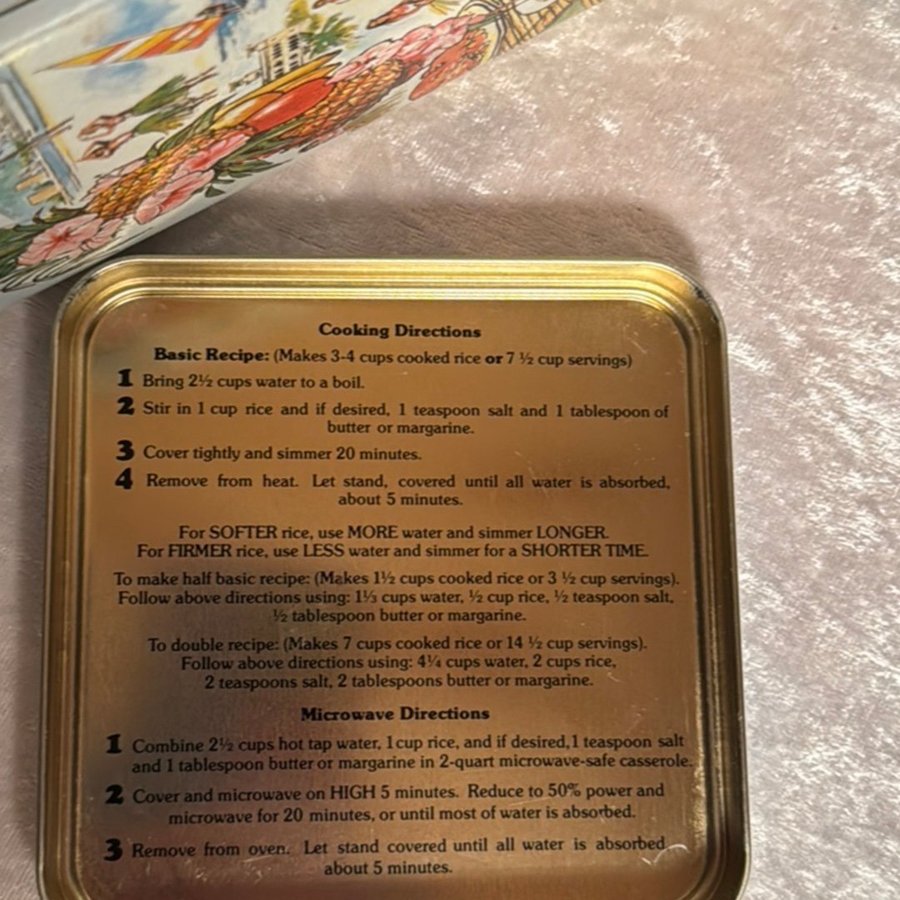 Cooking Directions
Basic Recipe: (Makes 3-4 cups cooked rice or 7 ½ cup servings)
1 Bring 2½ cups water to a boil.
2 Stir in 1 cup rice and if desired, 1 teaspoon salt and 1 tablespoon of
butter or margarine.
3 Cover tightly and simmer 20 minutes.
4 Remove from heat. Let stand, covered until all water is absorbed,
about 5 minutes.
For SOFTER rice, use MORE water and simmer LONGER.
For FIRMER rice, use LESS water and simmer for a SHORTER TIME.
To make half basic recipe: (Makes 1½ cups cooked rice or 3 ½ cup servings).
Follow above directions using: 1⅓ cups water, ½ cup rice, ½ teaspoon salt,
½ tablespoon butter or margarine.
To double recipe: (Makes 7 cups cooked rice or 14 ½ cup servings).
Follow above directions using: 4¼ cups water, 2 cups rice,
2 teaspoons salt, 2 tablespoons butter or margarine.
Microwave Directions
1 Combine 2½ cups hot tap water, 1 cup rice, and if desired, 1 teaspoon salt
and 1 tablespoon butter or margarine in 2-quart microwave-safe casserole.
2 Cover and microwave on HIGH 5 minutes. Reduce to 50% power and
microwave for 20 minutes, or until most of water is absorbed.
3 Remove from oven. Let stand covered until all water is absorbed
about 5 minutes.